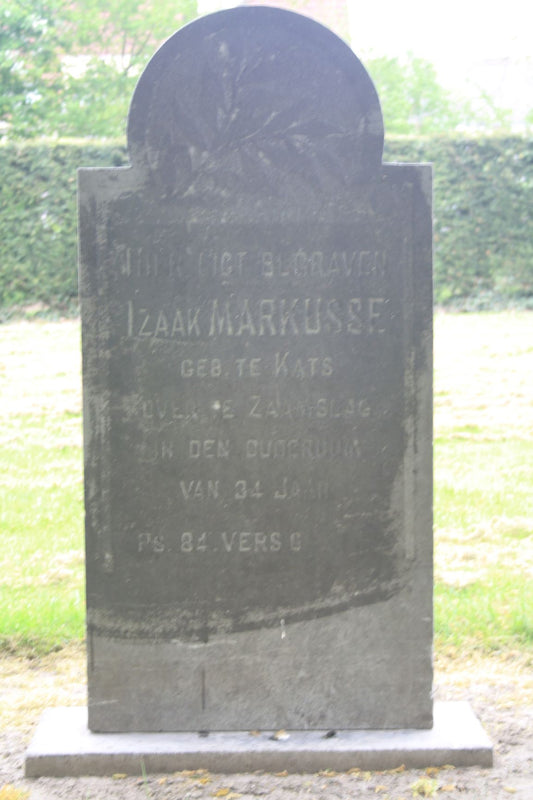 HIER LIGT BEGRAVEN
IZAAK MARKUSSE
GEB. TE KATS
OVERL. TE ZAAMSLAG
IN DEN OUDERDOM
VAN 34 JAAR
PS. 84. VERS 6